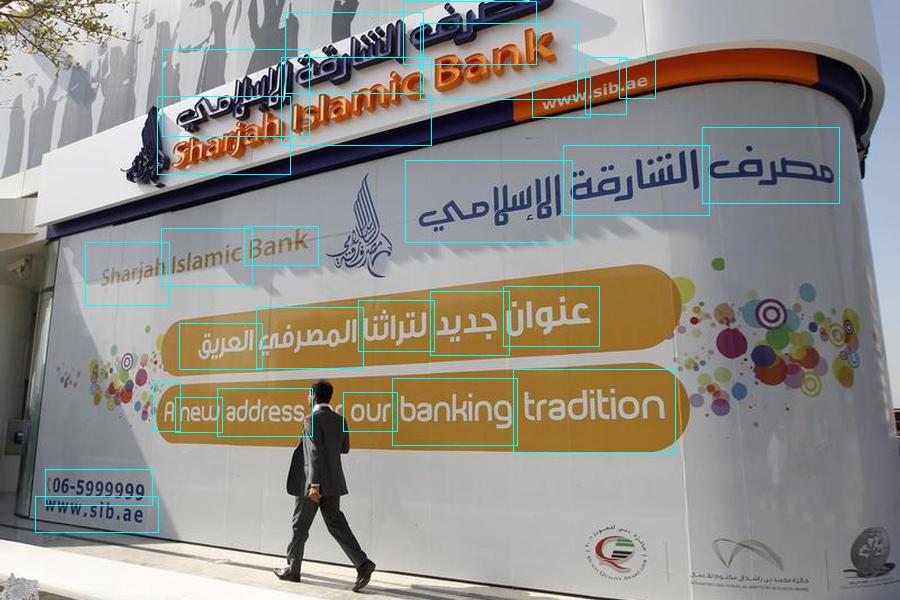 مصرف الشارقة الإسلامي
Sharjah Islamic Bank
www.sib.ae
مصرف الشارقة الإسلامي
Sharjah Islamic Bank
عنوان جديد لتراثنا المصرفي العريق
A new address for our banking tradition
06-5999999
www.sib.ae